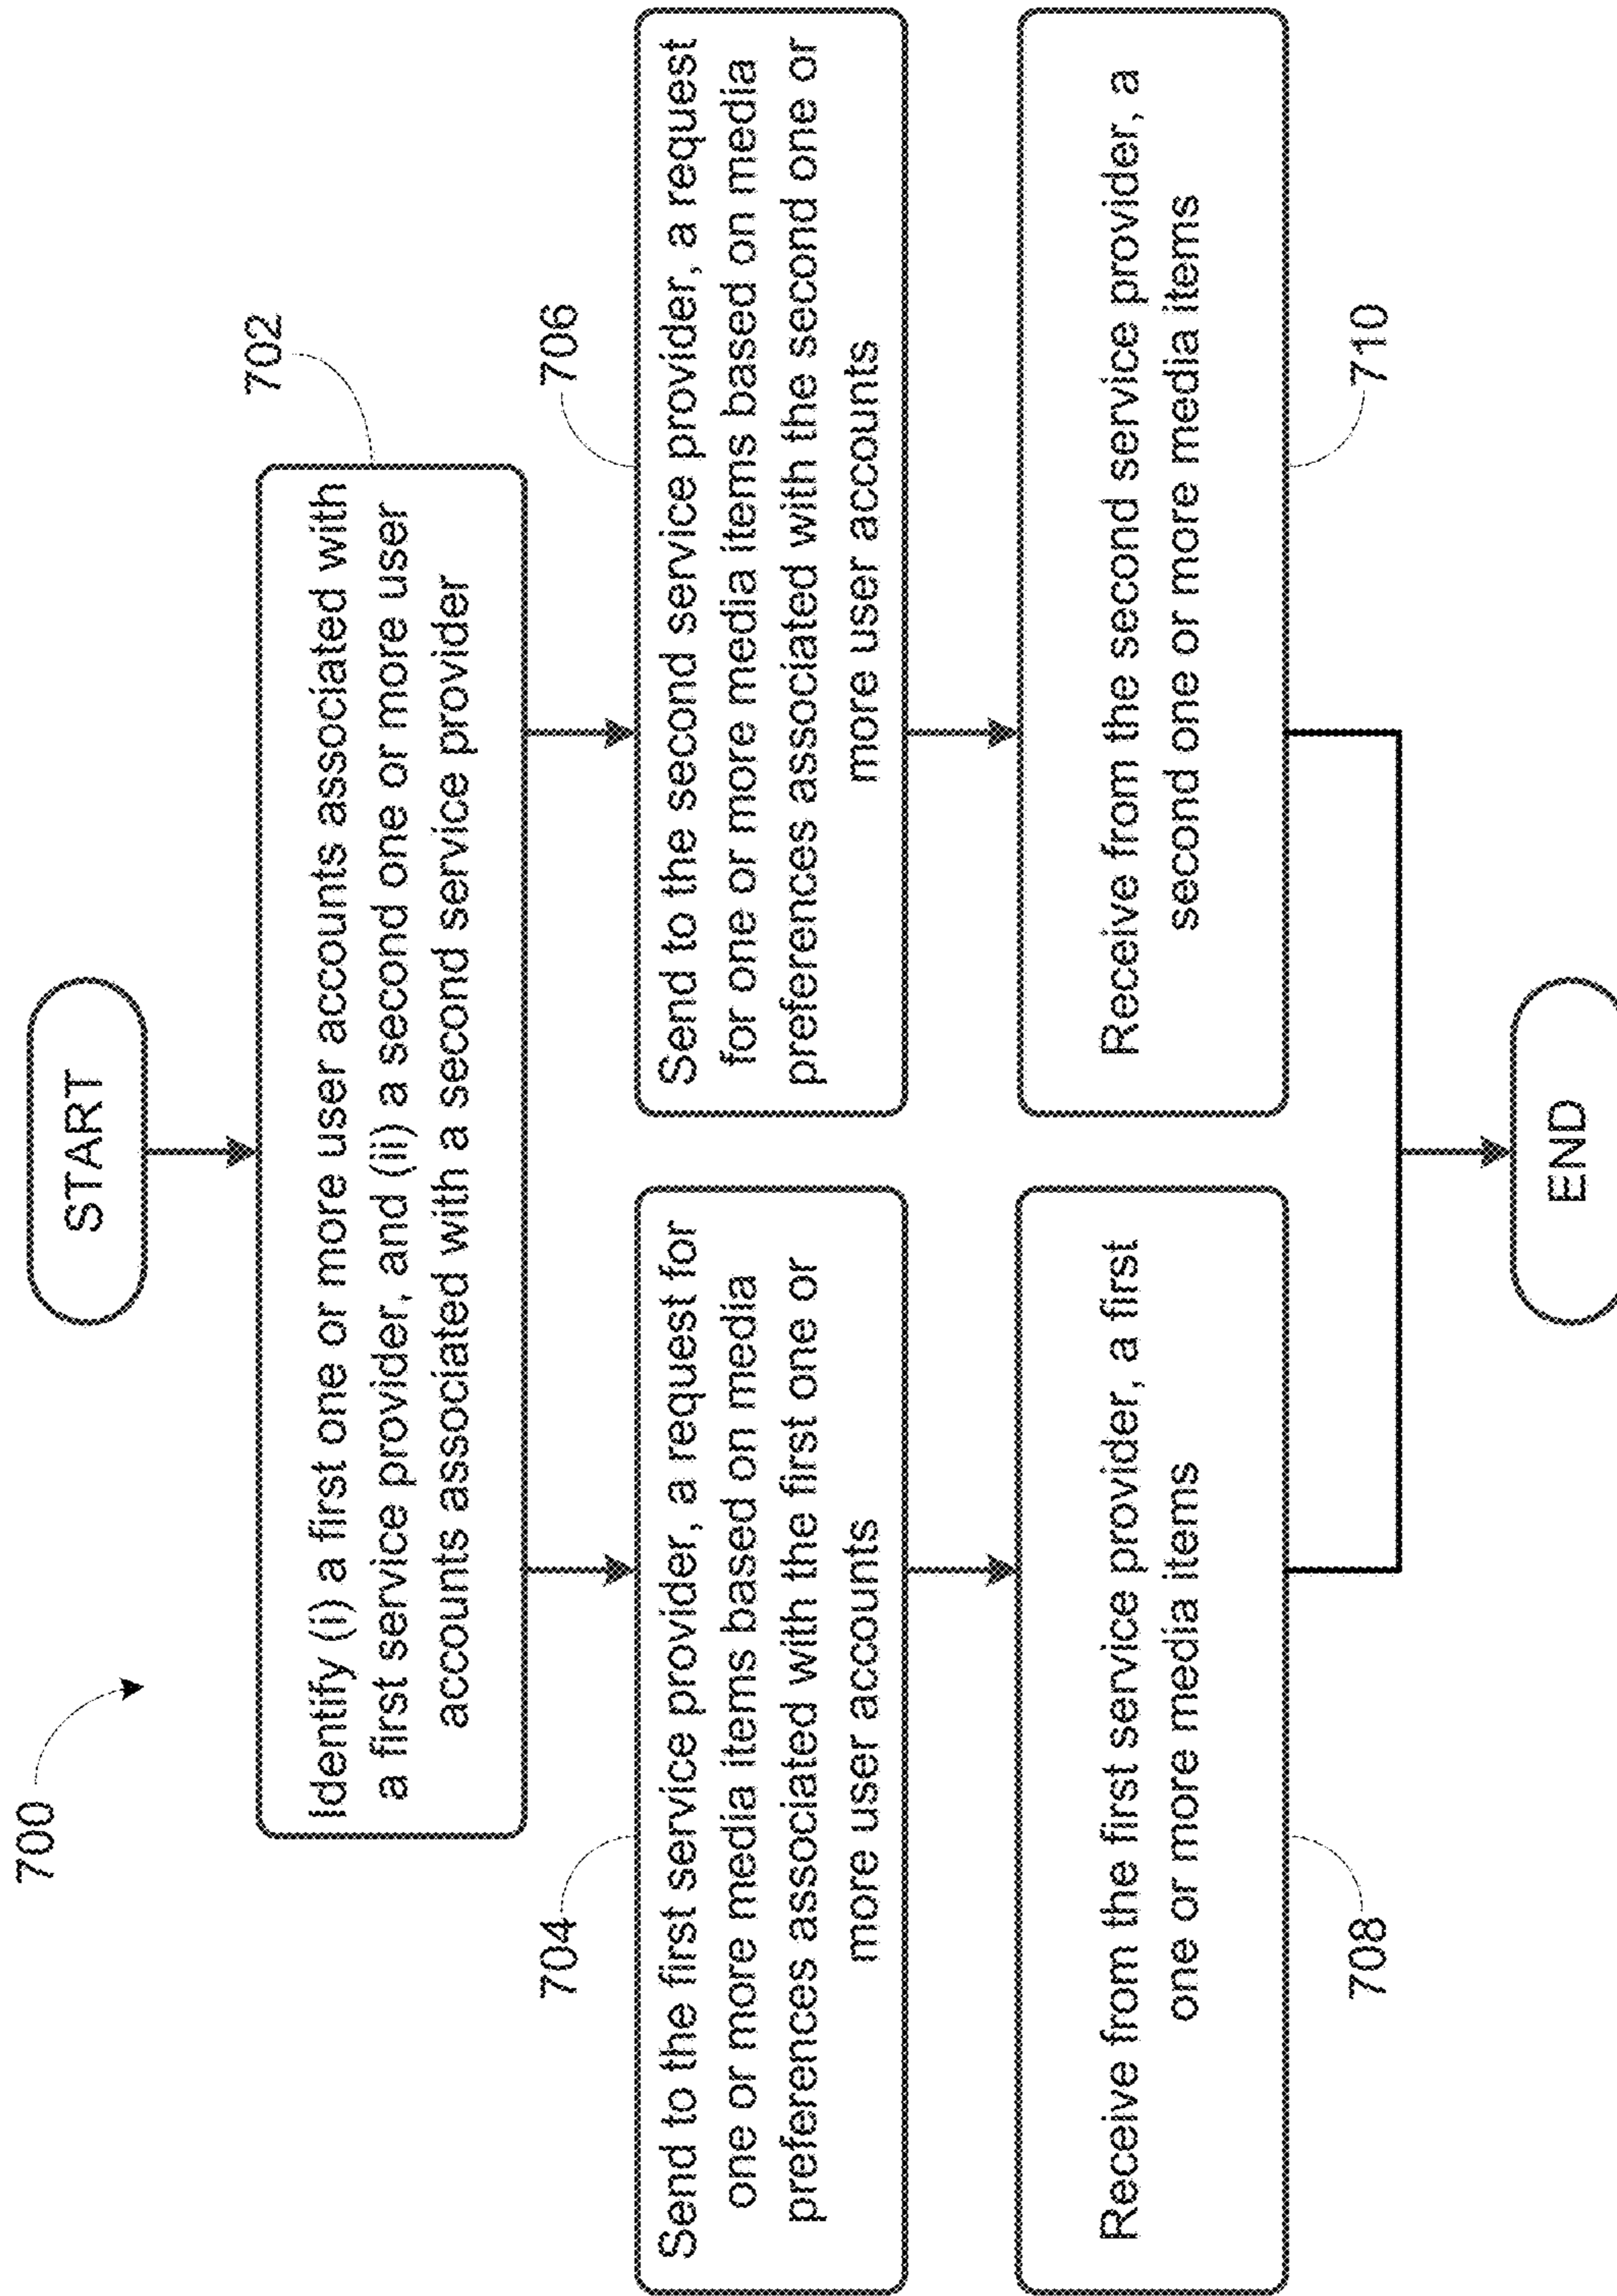 700
START
702
Identify (i) a first one or more user accounts associated with
a first service provider, and (ii) a second one or more user
accounts associated with a second service provider
704
Send to the first service provider, a request for
one or more media items based on media
preferences associated with the first one or
more user accounts
706
Send to the second service provider, a request
for one or more media items based on media
preferences associated with the second one or
more user accounts
Receive from the first service provider, a first
one or more media items
708
Receive from the second service provider, a
second one or more media items
710
END